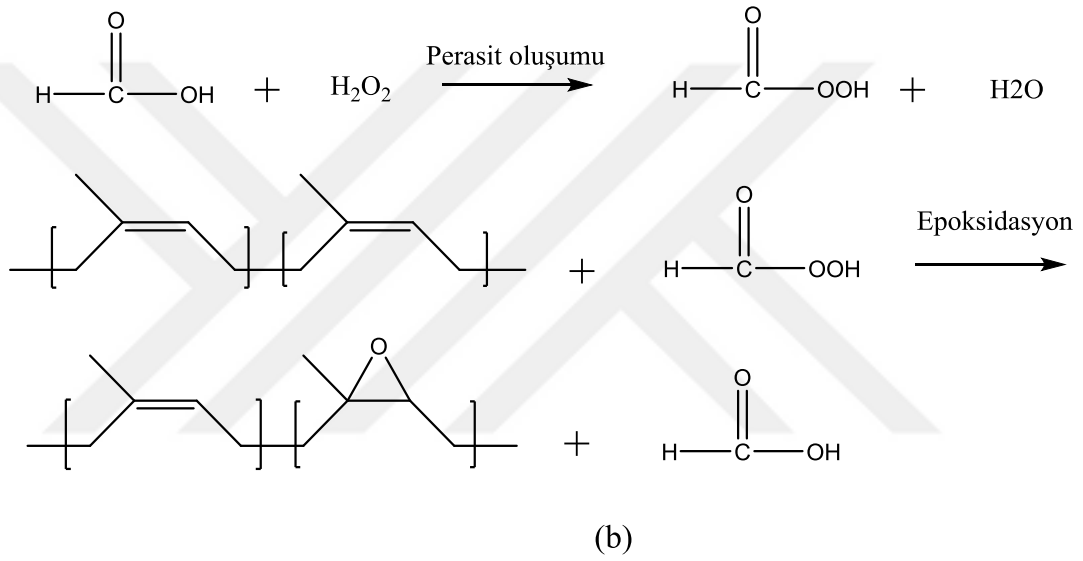 O
H C OH + H₂O₂ Perasit oluşumu H C OOH + H2O
O
O
Epoksidasyon
+ H C OOH
O
O
+ H C OH
(b)